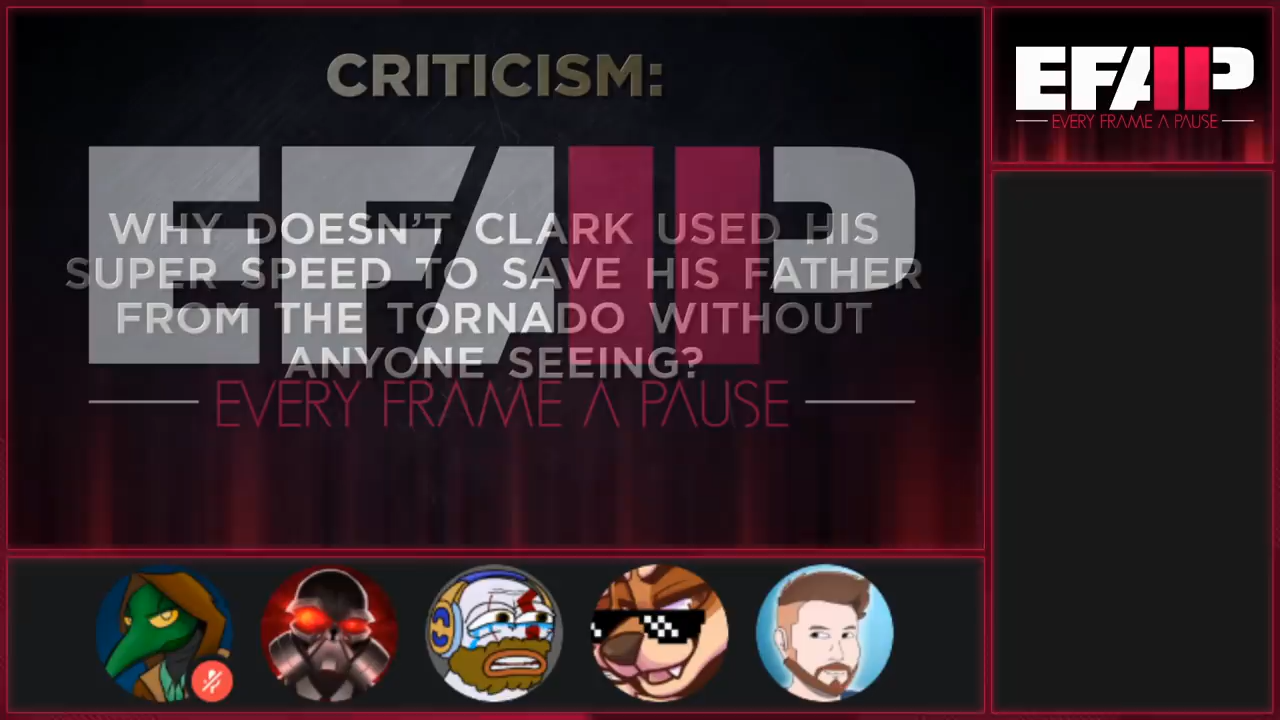 CRITICISM:
EFAP
WHY DOESN'T CLARK USED HIS
SUPER SPEED TO SAVE HIS FATHER
FROM THE TORNADO WITHOUT
ANYONE SEEING?
EVERY FRAME A PAUSE
EFAP
EVERY FRAME A PAUSE